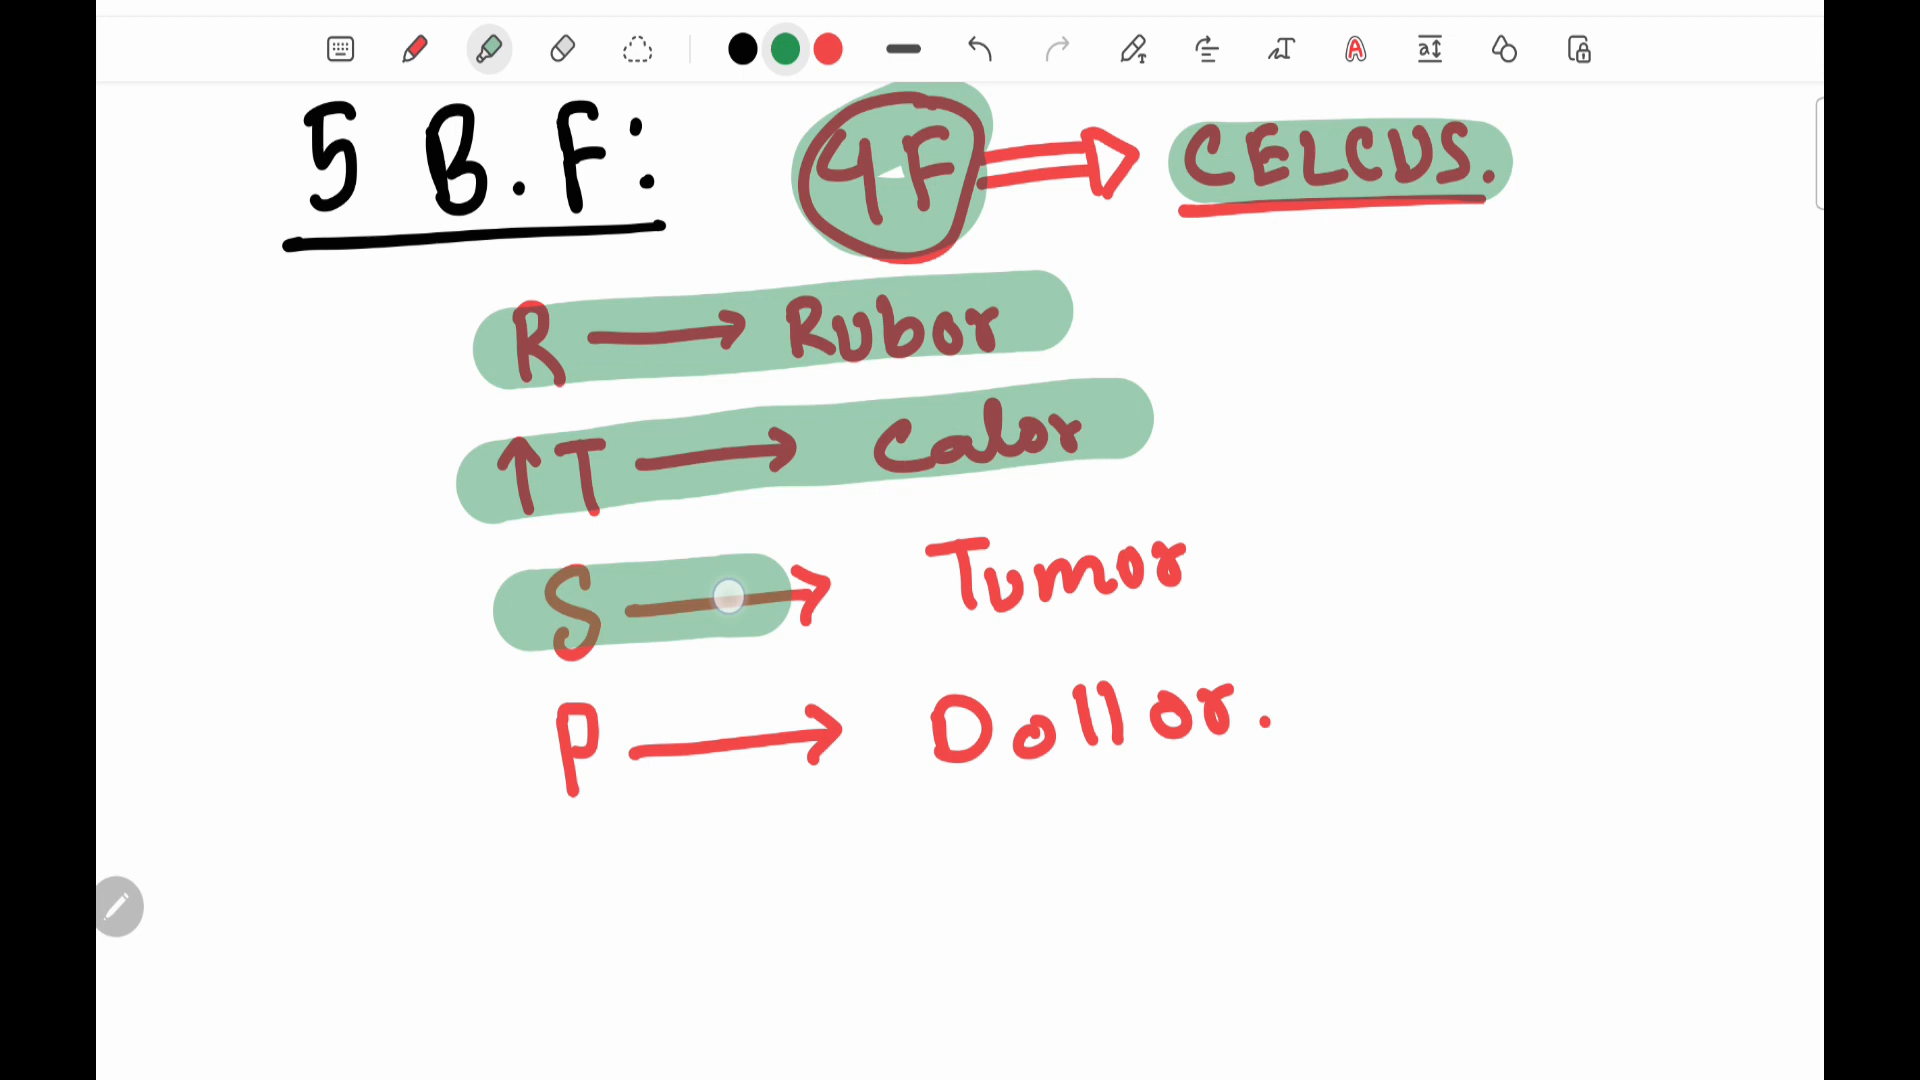 5 B.F: 4F ⇒ CELCUS.
R → Rubor
↑T → Calor
S → Tumor
P → Dollor.